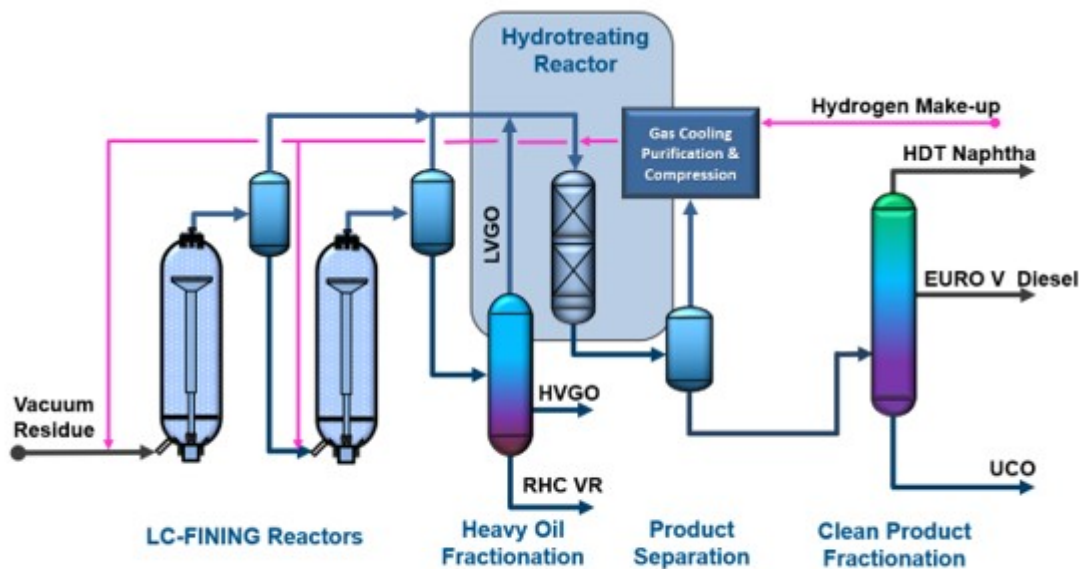 Hydrotreating
Reactor
Hydrogen Make-up
Gas Cooling
Purification &
Compression
HDT Naphtha
LVGO
EURO V Diesel
Vacuum
Residue
HVGO
RHC VR
UCO
LC-FINING Reactors
Heavy Oil
Fractionation
Product
Separation
Clean Product
Fractionation